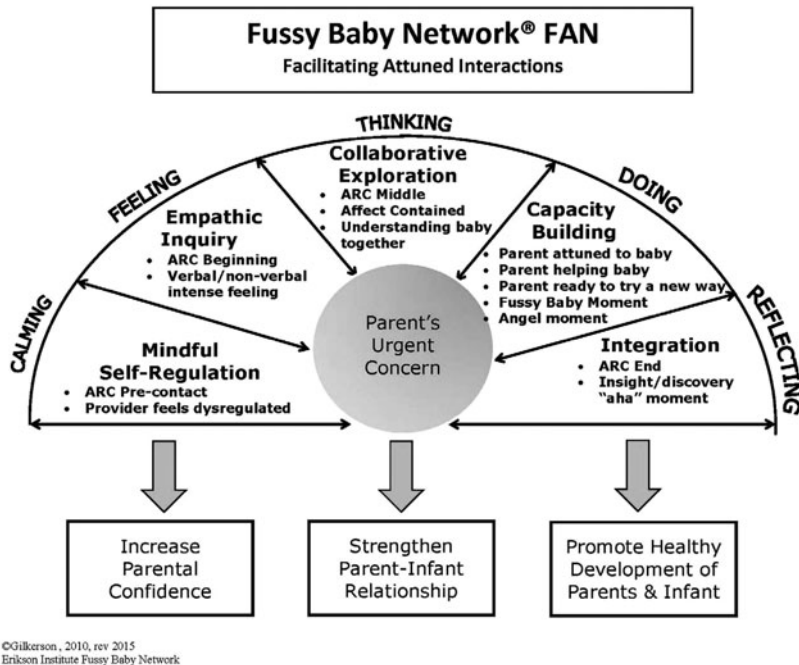 Fussy Baby Network® FAN
Facilitating Attuned Interactions
CALMING
FEELING
THINKING
DOING
REFLECTING
Mindful
Self-Regulation
• ARC Pre-contact
• Provider feels dysregulated
Empathic
Inquiry
• ARC Beginning
• Verbal/non-verbal
intense feeling
Collaborative
Exploration
• ARC Middle
• Affect Contained
• Understanding baby
together
Capacity
Building
• Parent attuned to baby
• Parent helping baby
• Parent ready to try a new way
• Fussy Baby Moment
• Angel moment
Integration
• ARC End
• Insight/discovery
"aha" moment
Parent's
Urgent
Concern
Increase
Parental
Confidence
Strengthen
Parent-Infant
Relationship
Promote Healthy
Development of
Parents & Infant
©Gilkerson , 2010, rev 2015
Erikson Institute Fussy Baby Network